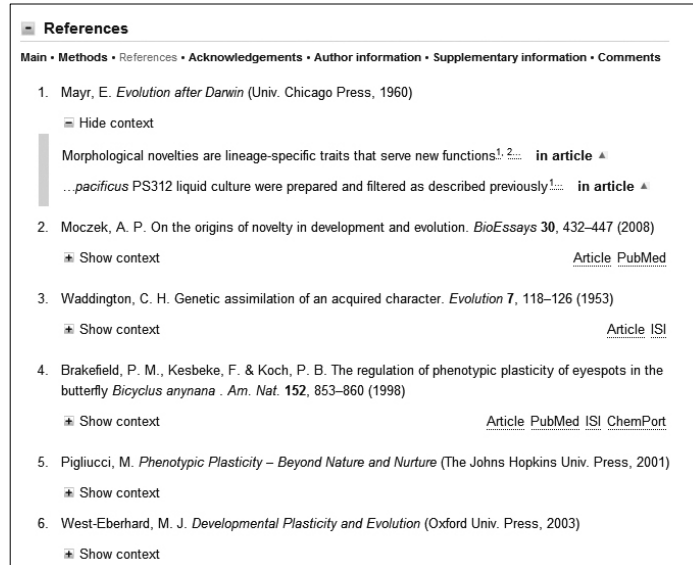 References
Main • Methods • References • Acknowledgements • Author information • Supplementary information • Comments
1. Mayr, E. Evolution after Darwin (Univ. Chicago Press, 1960)
Hide context
Morphological novelties are lineage-specific traits that serve new functions1, 2... in article
...pacificus PS312 liquid culture were prepared and filtered as described previously1... in article
2. Moczek, A. P. On the origins of novelty in development and evolution. BioEssays 30, 432–447 (2008)
Show context Article PubMed
3. Waddington, C. H. Genetic assimilation of an acquired character. Evolution 7, 118–126 (1953)
Show context Article ISI
4. Brakefield, P. M., Kesbeke, F. & Koch, P. B. The regulation of phenotypic plasticity of eyespots in the
butterfly Bicyclus anynana . Am. Nat. 152, 853–860 (1998)
Show context Article PubMed ISI ChemPort
5. Pigliucci, M. Phenotypic Plasticity – Beyond Nature and Nurture (The Johns Hopkins Univ. Press, 2001)
Show context
6. West-Eberhard, M. J. Developmental Plasticity and Evolution (Oxford Univ. Press, 2003)
Show context